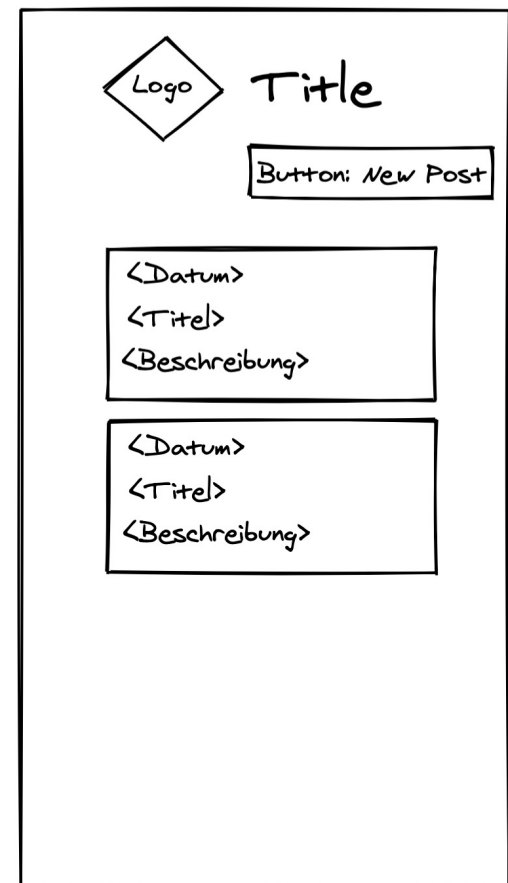 Logo
Title
Button: New Post
<Datum>
<Titel>
<Beschreibung>
<Datum>
<Titel>
<Beschreibung>